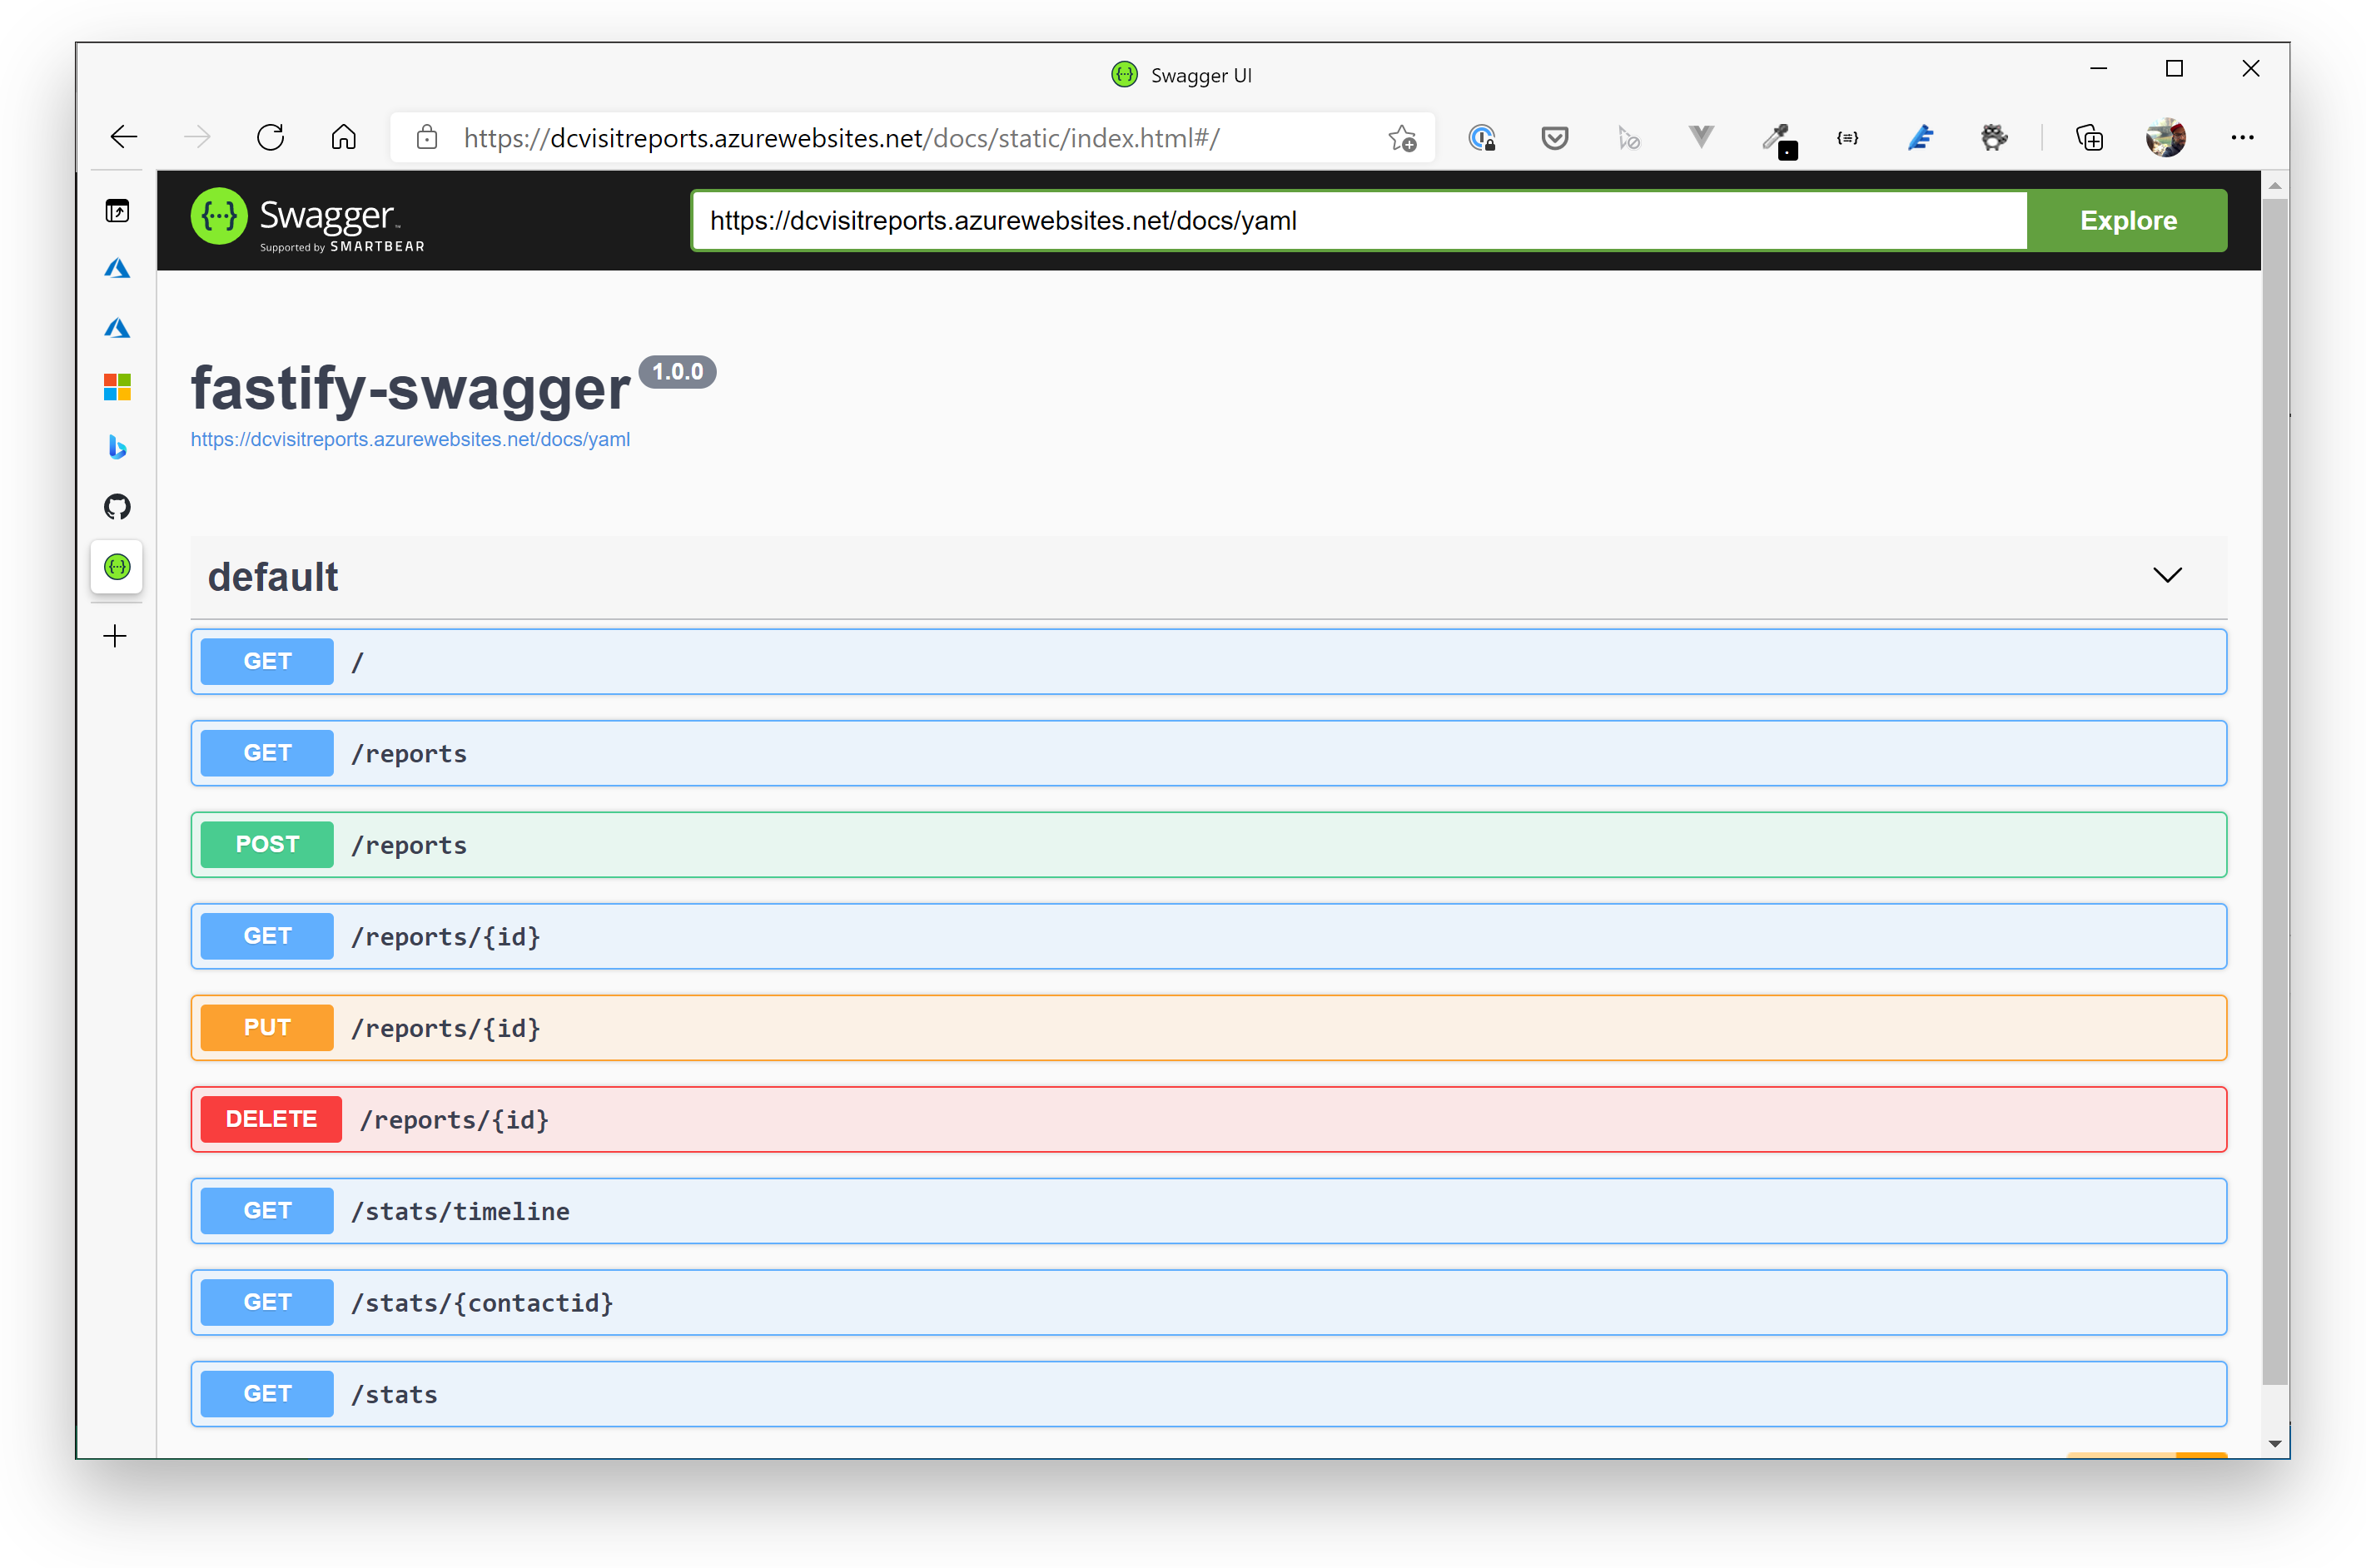 Swagger UI
https://dcvisitreports.azurewebsites.net/docs/static/index.html#/
Swagger™
Supported by SMARTBEAR
https://dcvisitreports.azurewebsites.net/docs/yaml
Explore
fastify-swagger 1.0.0
https://dcvisitreports.azurewebsites.net/docs/yaml
default
GET /
GET /reports
POST /reports
GET /reports/{id}
PUT /reports/{id}
DELETE /reports/{id}
GET /stats/timeline
GET /stats/{contactid}
GET /stats